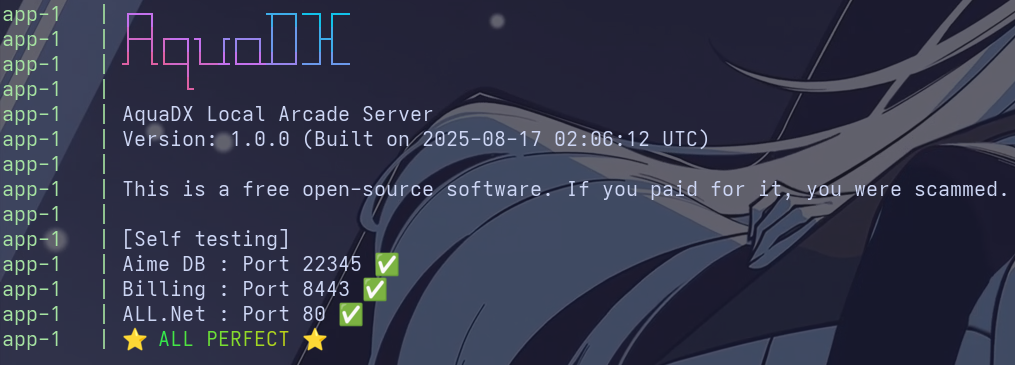 app-1 |
app-1 |
app-1 |
app-1 |
AquaDX
app-1 | AquaDX Local Arcade Server
app-1 | Version: 1.0.0 (Built on 2025-08-17 02:06:12 UTC)
app-1 |
app-1 | This is a free open-source software. If you paid for it, you were scammed.
app-1 |
app-1 | [Self testing]
app-1 | Aime DB : Port 22345 ✅
app-1 | Billing : Port 8443 ✅
app-1 | ALL.Net : Port 80 ✅
app-1 | ⭐ ALL PERFECT ⭐